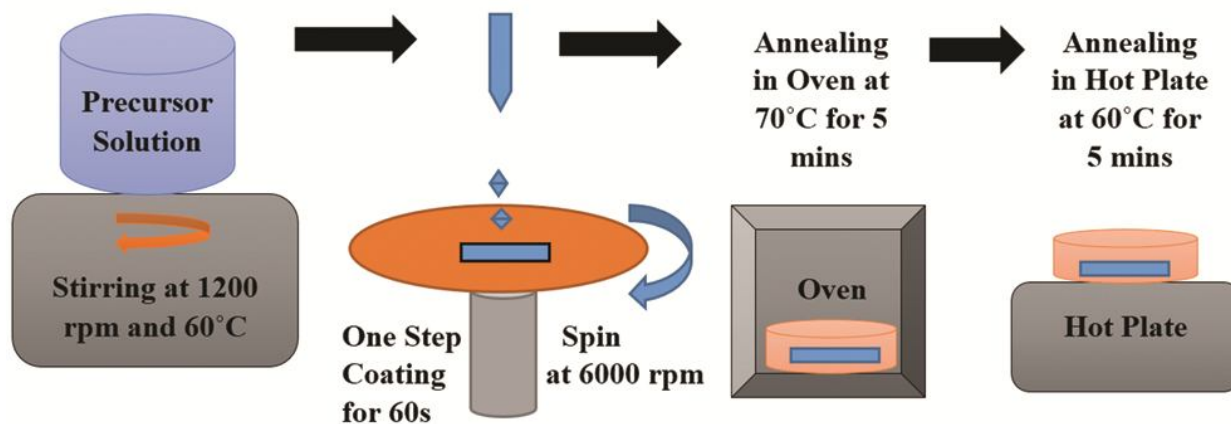 Precursor
Solution
Stirring at 1200
rpm and 60˚C
One Step
Coating
for 60s
Spin
at 6000 rpm
Annealing
in Oven at
70˚C for 5
mins
Oven
Annealing
in Hot Plate
at 60˚C for
5 mins
Hot Plate